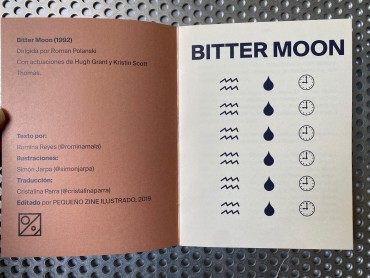 Bitter Moon (1992)
Dirigida por Roman Polanski
Con actuaciones de Hugh Grant y Kristin Scott
Thomas.
Texto por:
Romina Reyes (@rominamala)
Ilustraciones:
Simón Jarpa (@simonjarpa)
Traducción:
Cristalina Parra (@cristalinaparra)
Editado por PEQUEÑO ZINE ILUSTRADO, 2019
BITTER MOON